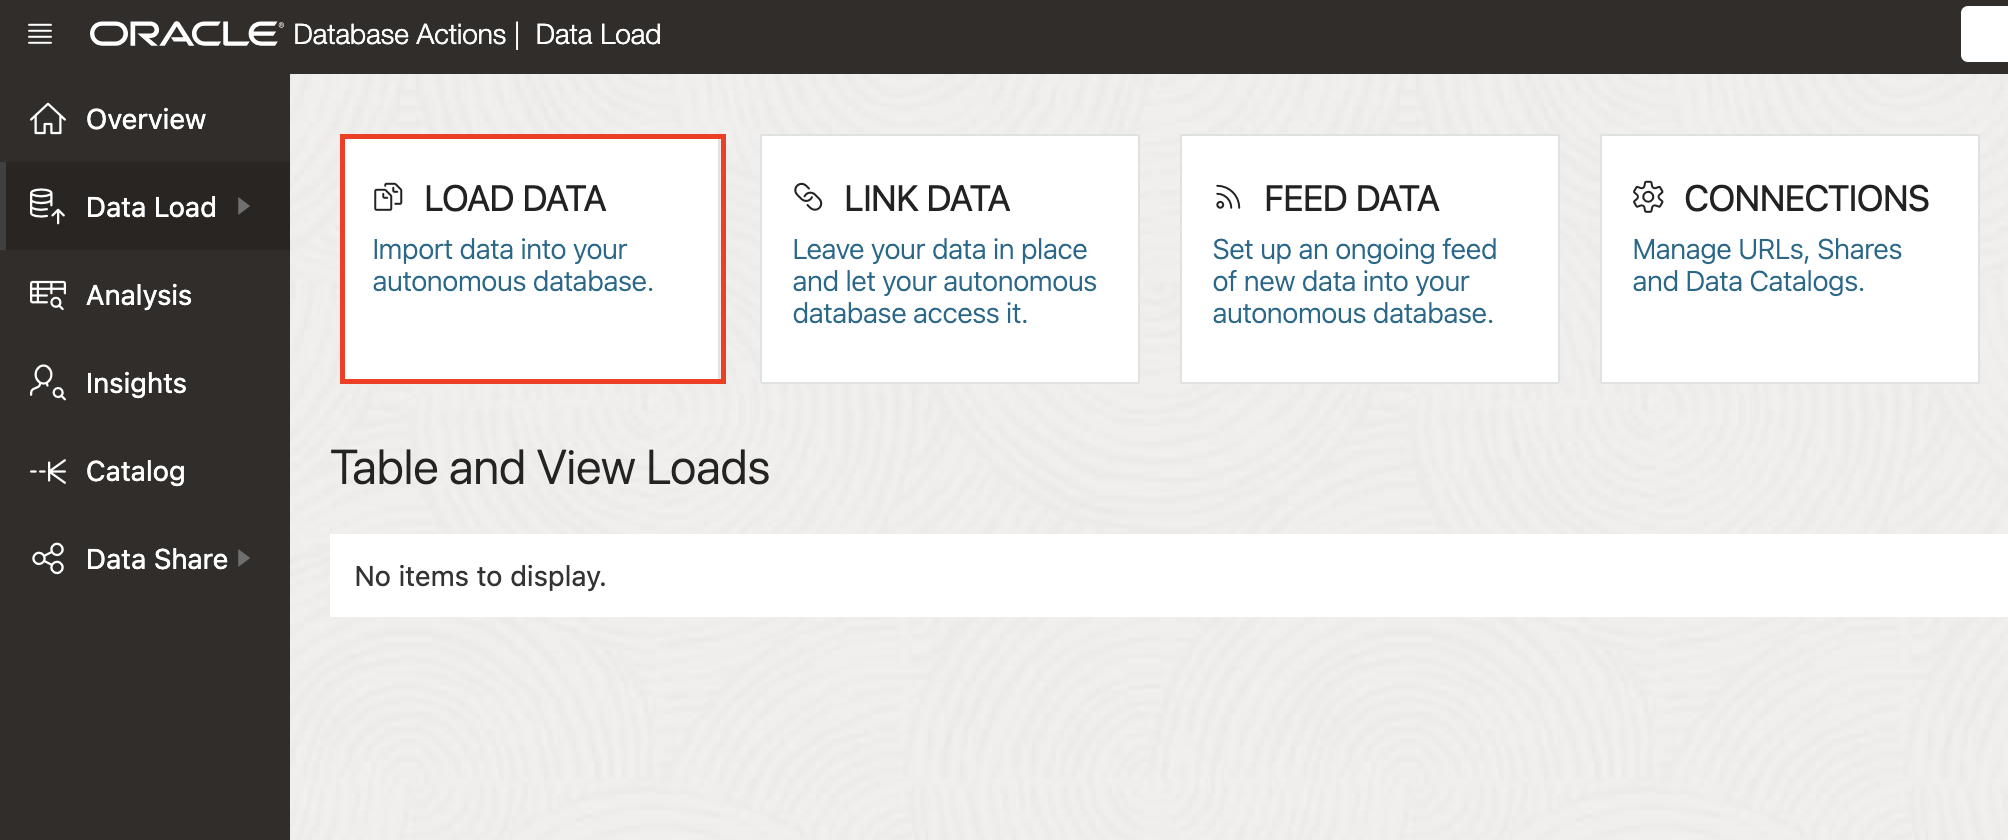 ORACLE® Database Actions | Data Load
Overview
Data Load
Analysis
Insights
Catalog
Data Share
LOAD DATA
Import data into your
autonomous database.
LINK DATA
Leave your data in place
and let your autonomous
database access it.
FEED DATA
Set up an ongoing feed
of new data into your
autonomous database.
CONNECTIONS
Manage URLs, Shares
and Data Catalogs.
Table and View Loads
No items to display.